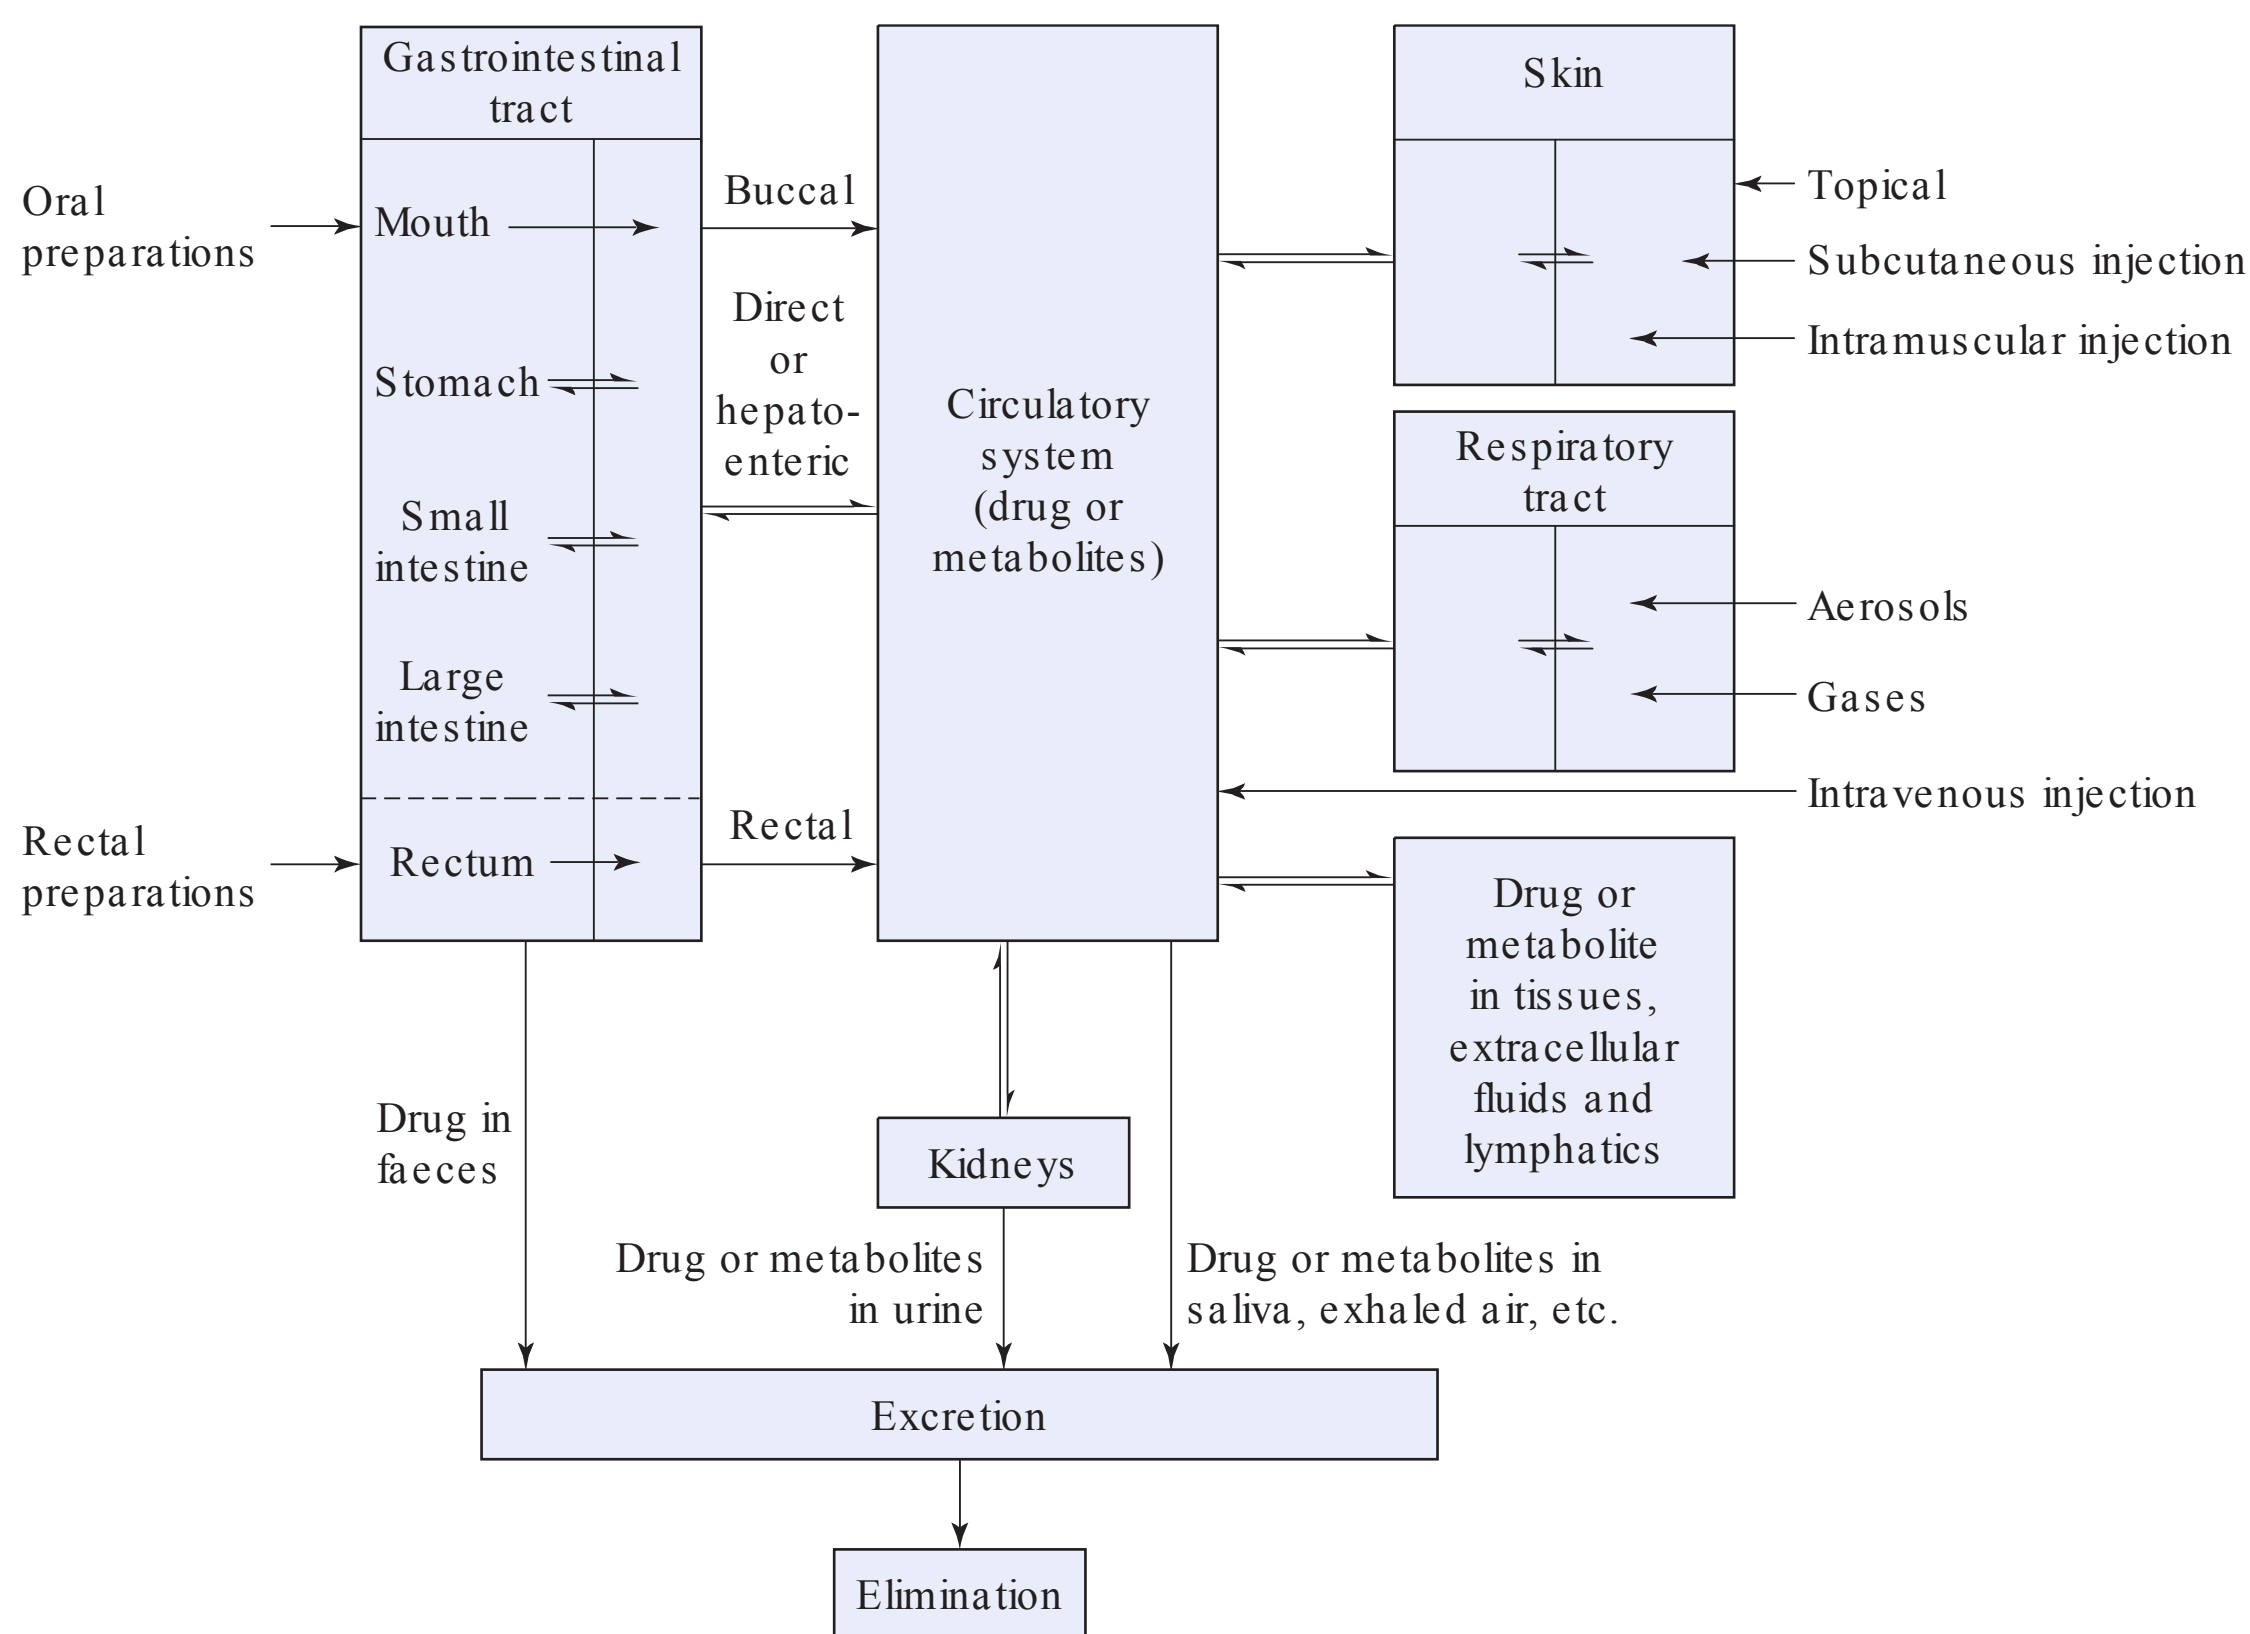 Gastrointestinal
tract
Oral
preparations
Mouth
Stomach
Small
intestine
Large
intestine
Rectal
preparations
Rectum
Buccal
Direct
or
hepato-
enteric
Rectal
Circulatory
system
(drug or
metabolites)
Skin
Topical
Subcutaneous injection
Intramuscular injection
Respiratory
tract
Aerosols
Gases
Intravenous injection
Drug or
metabolite
in tissues,
extracellular
fluids and
lymphatics
Drug in
faeces
Kidneys
Drug or metabolites
in urine
Drug or metabolites in
saliva, exhaled air, etc.
Excretion
Elimination